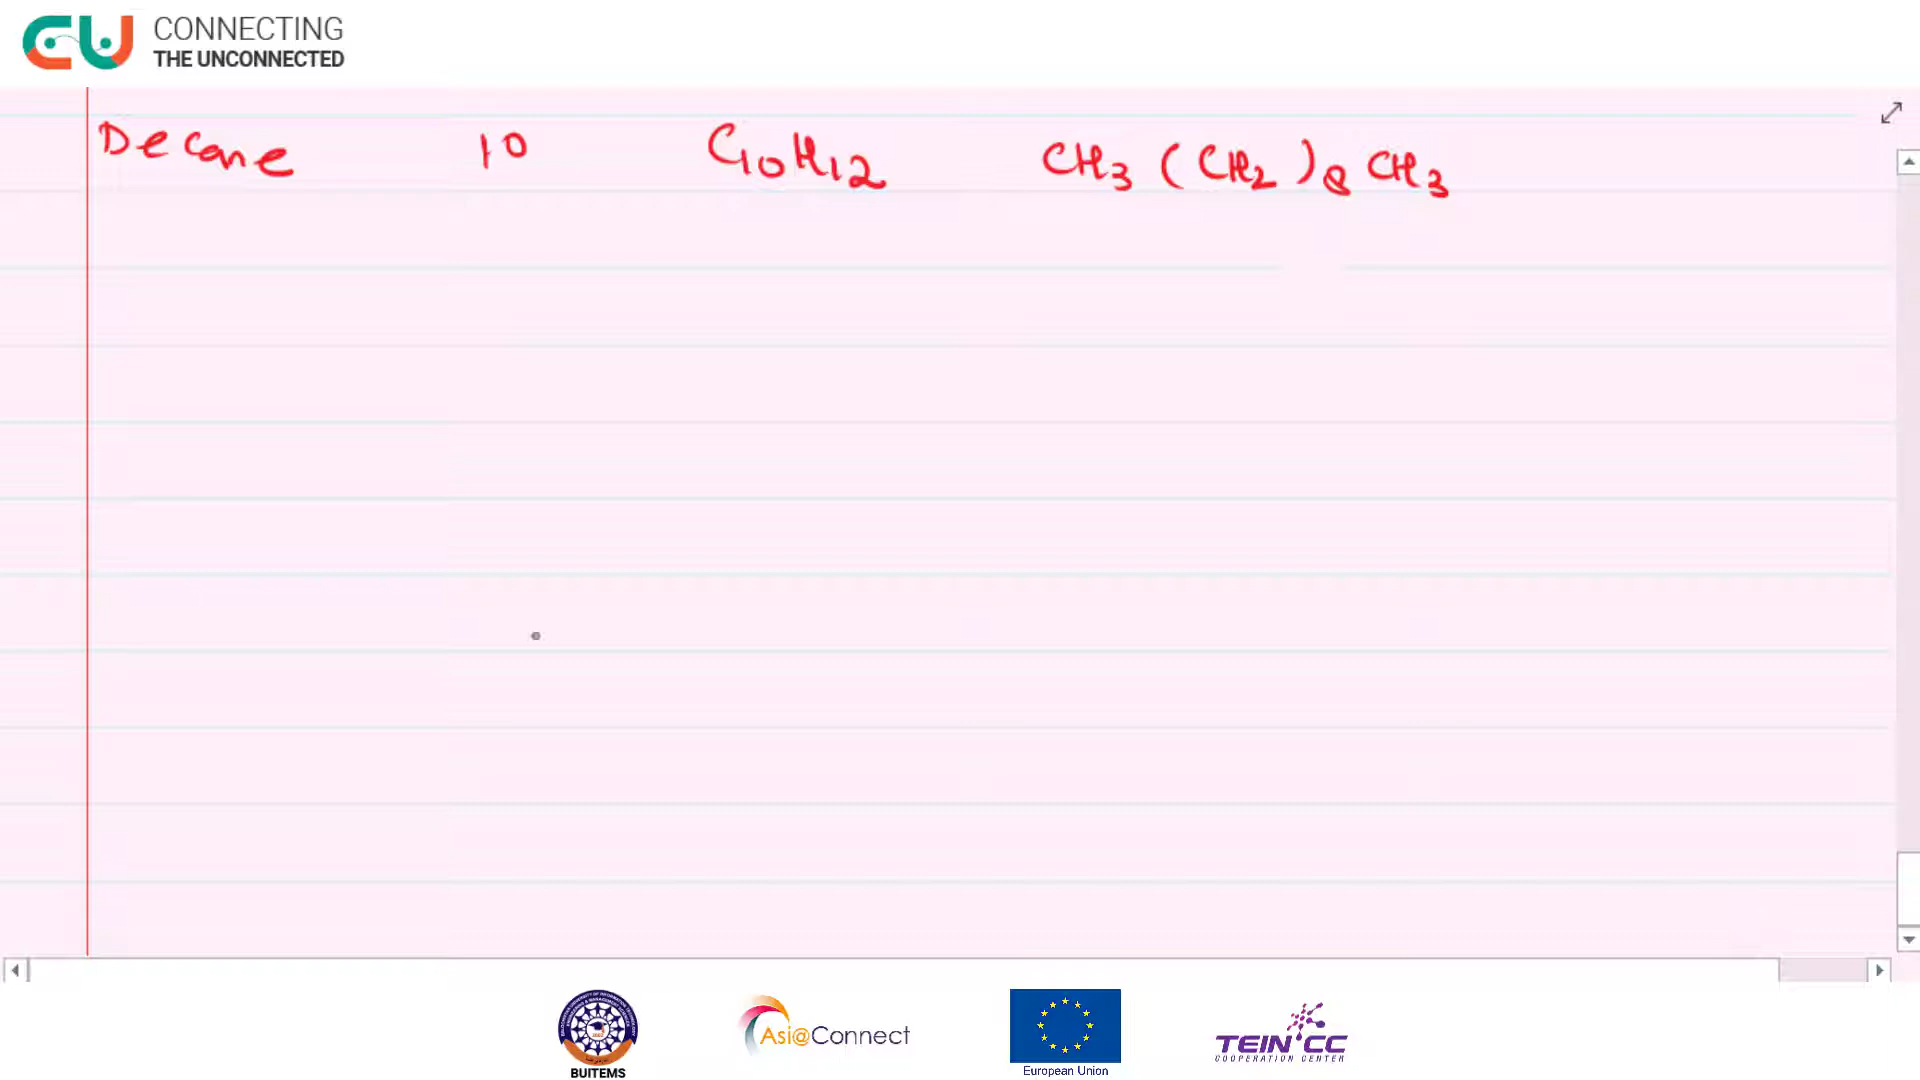 CONNECTING
THE UNCONNECTED
Decane 10 C10H12 CH3 (CH2)8 CH3
BUITEMS
Asi@Connect
European Union
TEIN*CC
COOPERATION CENTER